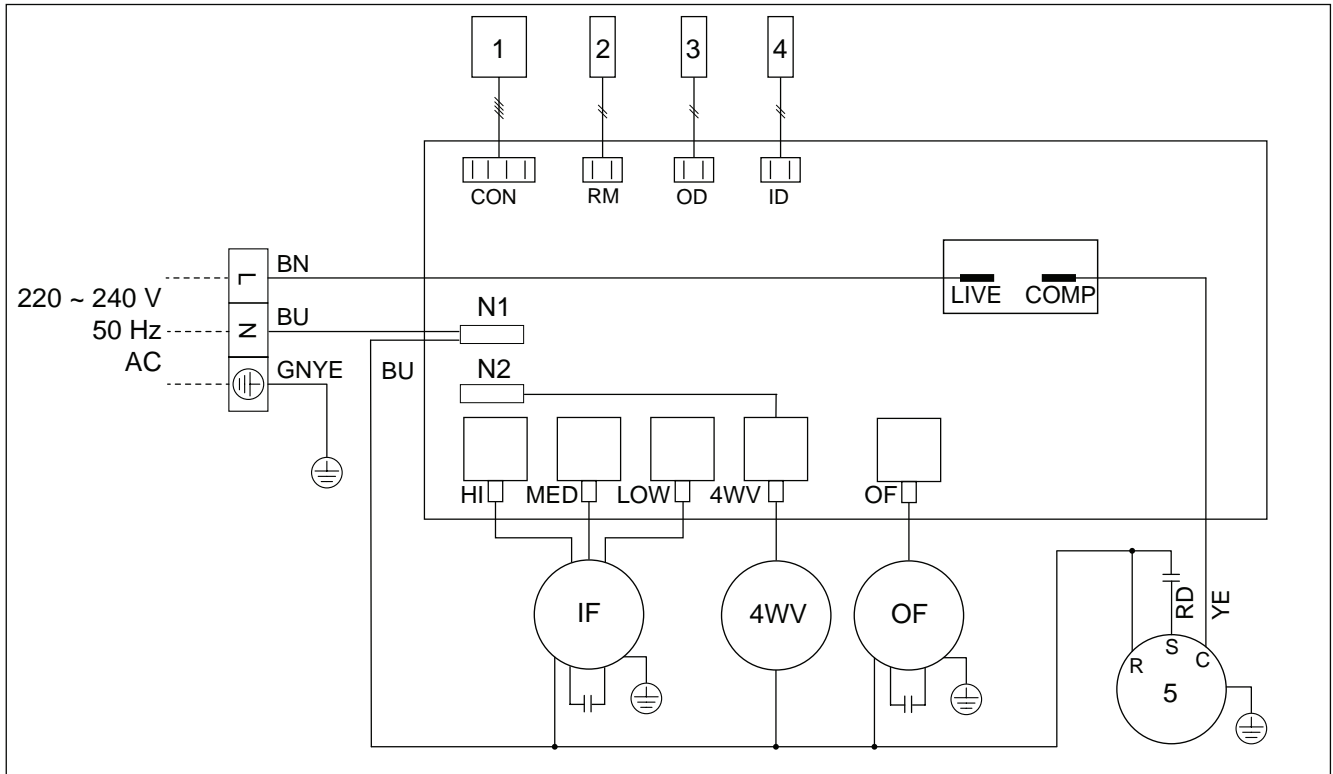 1 2 3 4
CON RM OD ID
L BN
220 ~ 240 V
LIVE COMP
N1
50 Hz N BU
AC
GNYE BU N2
HI MED LOW 4WV OF
IF 4WV OF
RD YE
R S C
5